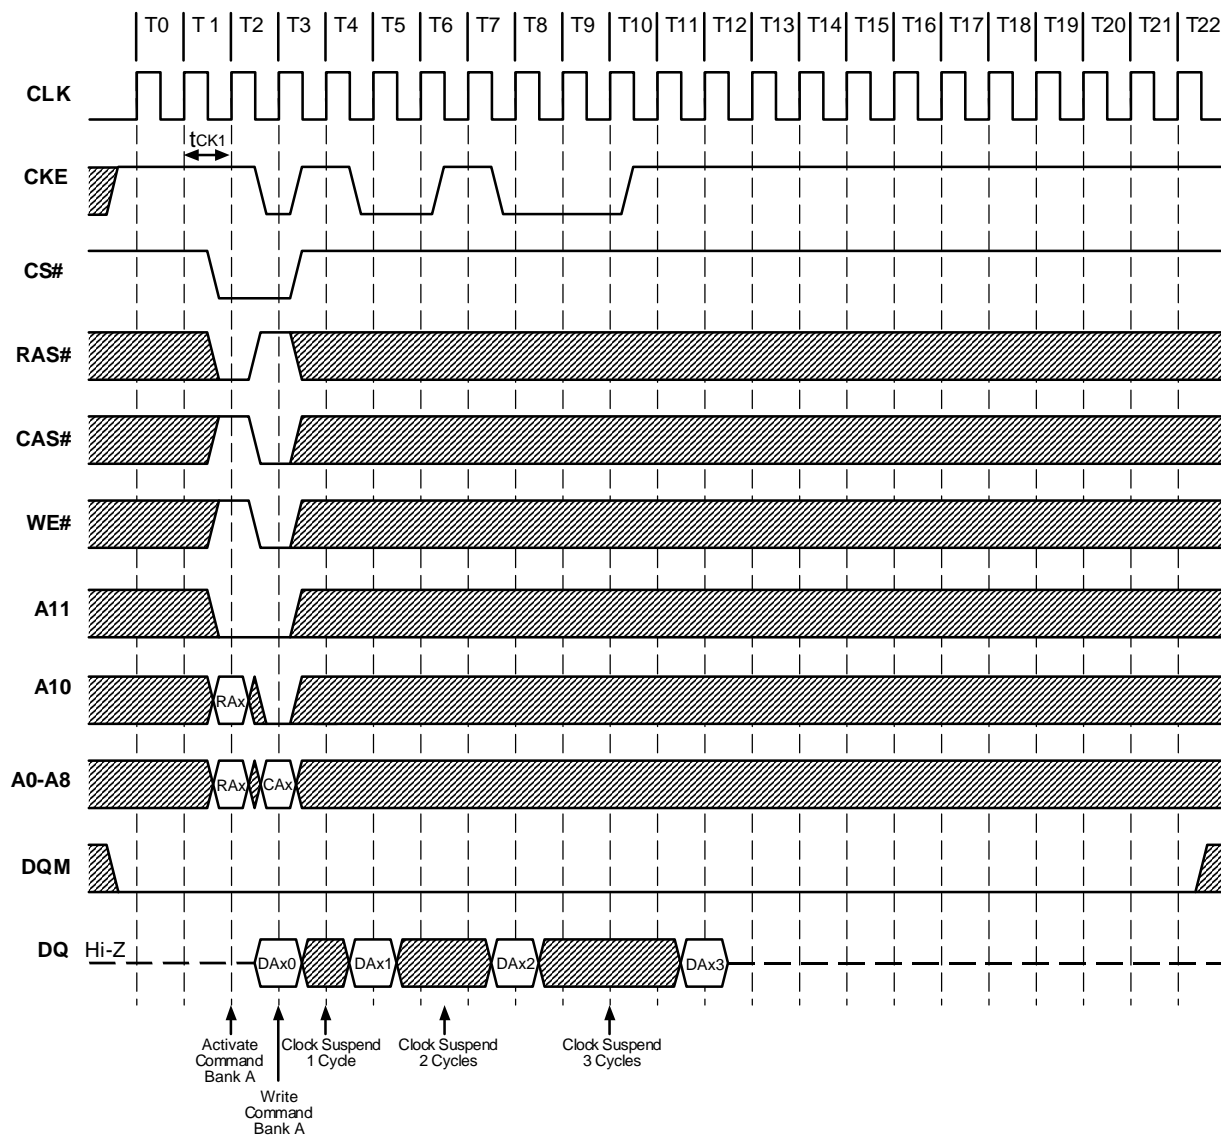 T0 T 1 T2 T3 T4 T5 T6 T7 T8 T9 T10 T11 T12 T13 T14 T15 T16 T17 T18 T19 T20 T21 T22
CLK
tCK1
CKE
CS#
RAS#
CAS#
WE#
A11
A10 RAx
A0-A8 RAx CAx
DQM
DQ Hi-Z DAx0 DAx1 DAx2 DAx3
Activate Clock Suspend Clock Suspend Clock Suspend
Command 1 Cycle 2 Cycles 3 Cycles
Bank A
Write
Command
Bank A